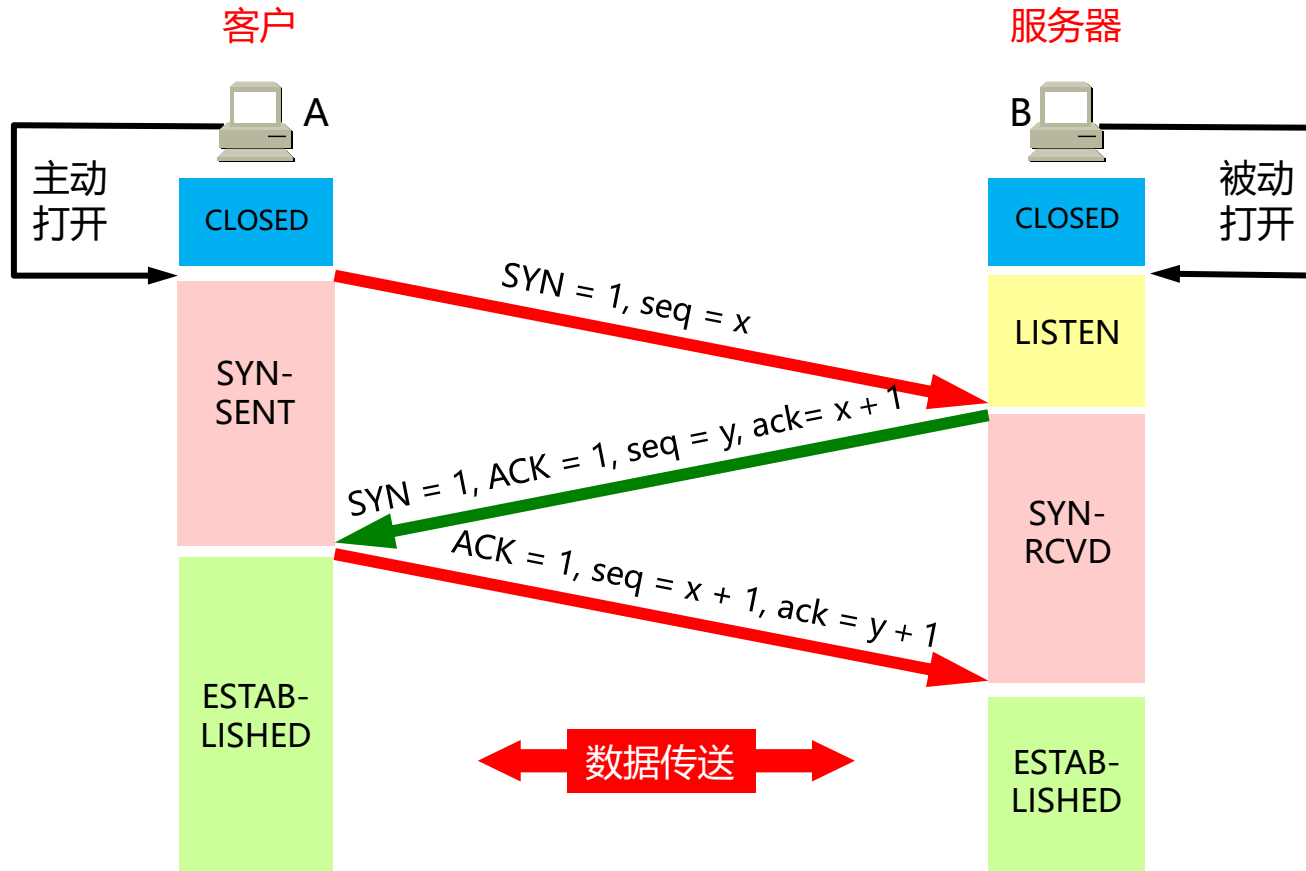 客户
服务器
A
B
主动
打开
被动
打开
CLOSED
CLOSED
SYN = 1, seq = x
LISTEN
SYN-
SENT
SYN = 1, ACK = 1, seq = y, ack= x + 1
SYN-
RCVD
ACK = 1, seq = x + 1, ack = y + 1
ESTAB-
LISHED
数据传送
ESTAB-
LISHED